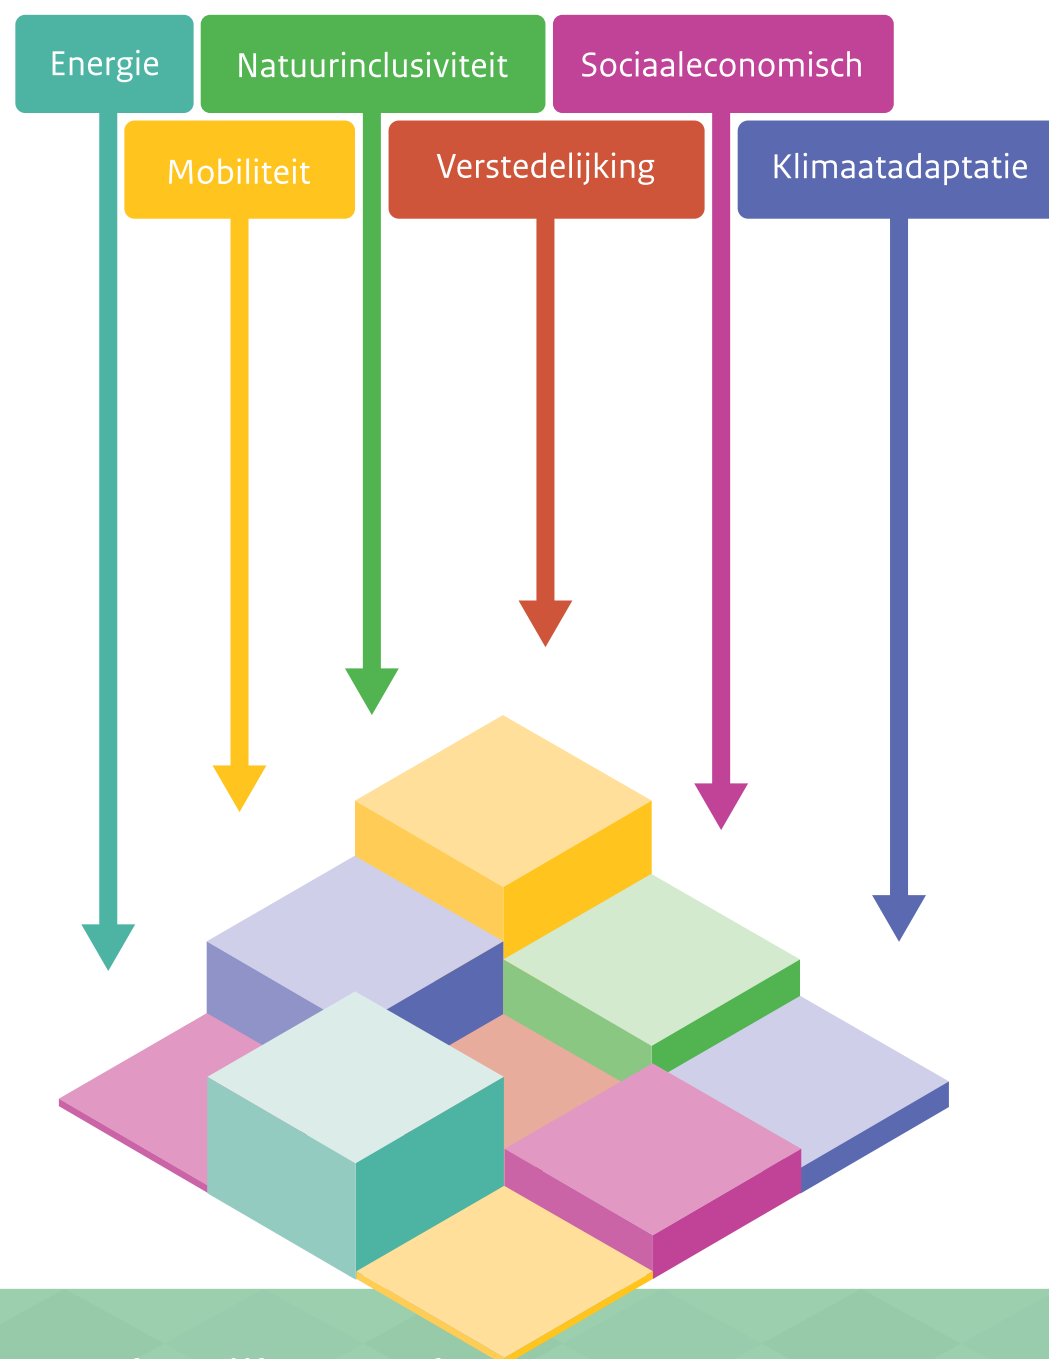 Energie
Natuurinclusiviteit
Sociaaleconomisch
Mobiliteit
Verstedelijking
Klimaatadaptatie